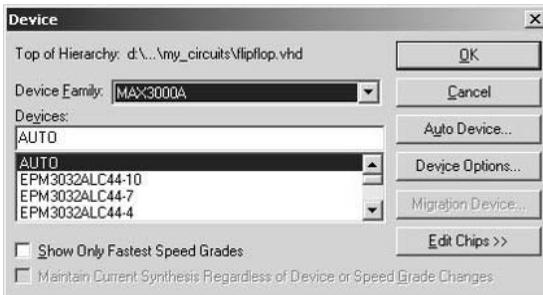 Device
Top of Hierarchy: d:\...\my_circuits\flipflop.vhd
OK
Device Family: MAX3000A
Cancel
Devices:
AUTO
Auto Device...
AUTO
EPM3032ALC44-10
EPM3032ALC44-7
EPM3032ALC44-4
Device Options...
Migration Device...
Edit Chips >>
Show Only Fastest Speed Grades
Maintain Current Synthesis Regardless of Device or Speed Grade Changes